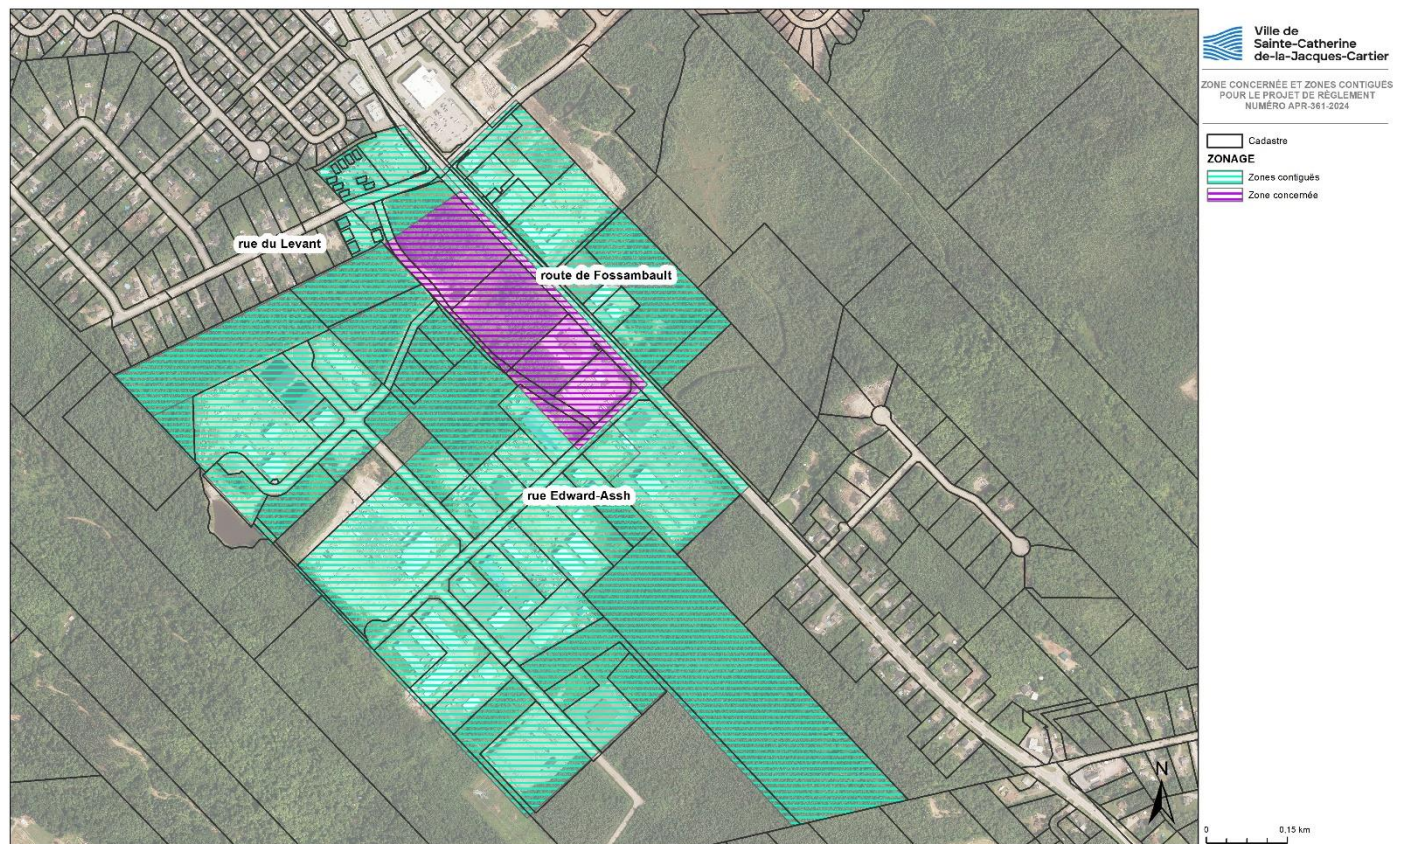 Ville de
Sainte-Catherine
de-la-Jacques-Cartier
ZONE CONCERNÉE ET ZONES CONTIGUËS
POUR LE PROJET DE RÈGLEMENT
NUMÉRO APR-361-2024
Cadastre
ZONAGE
Zones contiguës
Zone concernée
rue du Levant
route de Fossambault
rue Edward-Assh
N
0 0,15 km